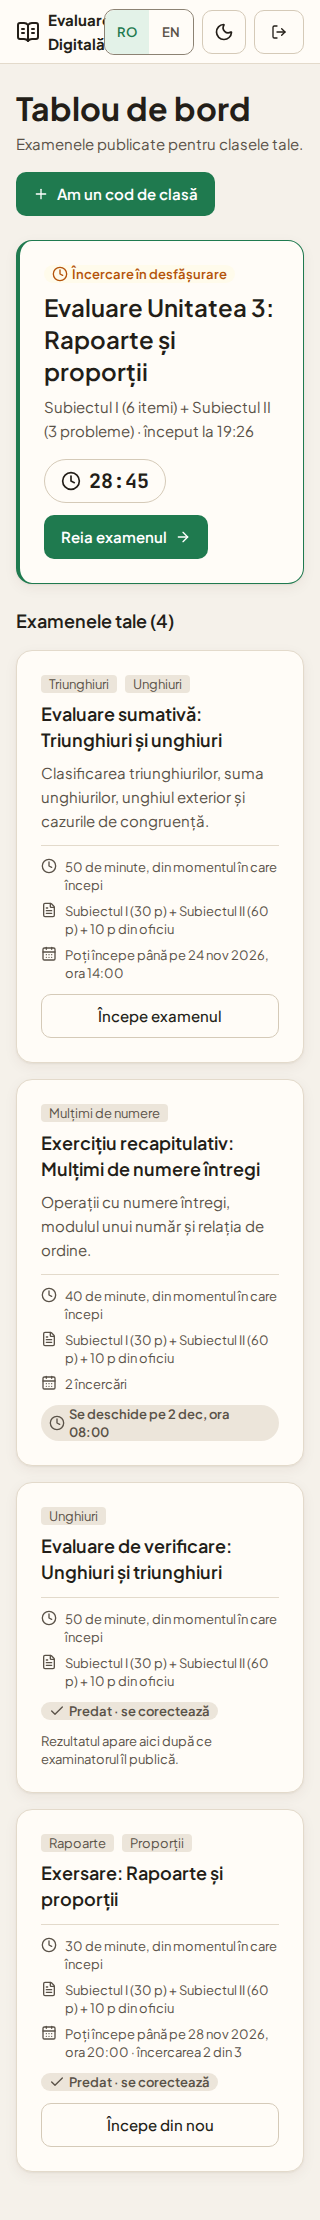 Evaluare
Digitală
RO
EN
Tablou de bord
Examenele publicate pentru clasele tale.
Am un cod de clasă
Încercare în desfășurare
Evaluare Unitatea 3:
Rapoarte și
proporții
Subiectul I (6 itemi) + Subiectul II
(3 probleme) · început la 19:26
28:45
Reia examenul
Examenele tale (4)
Triunghiuri
Unghiuri
Evaluare sumativă:
Triunghiuri și unghiuri
Clasificarea triunghiurilor, suma
unghiurilor, unghiul exterior și
cazurile de congruență.
50 de minute, din momentul în care
începi
Subiectul I (30 p) + Subiectul II (60
p) + 10 p din oficiu
Poți începe până pe 24 nov 2026,
ora 14:00
Începe examenul
Mulțimi de numere
Exercițiu recapitulativ:
Mulțimi de numere întregi
Operații cu numere întregi,
modulul unui număr și relația de
ordine.
40 de minute, din momentul în care
începi
Subiectul I (30 p) + Subiectul II (60
p) + 10 p din oficiu
2 încercări
Se deschide pe 2 dec, ora
08:00
Unghiuri
Evaluare de verificare:
Unghiuri și triunghiuri
50 de minute, din momentul în care
începi
Subiectul I (30 p) + Subiectul II (60
p) + 10 p din oficiu
Predat · se corectează
Rezultatul apare aici după ce
examinatorul îl publică.
Rapoarte
Proporții
Exersare: Rapoarte și
proporții
30 de minute, din momentul în care
începi
Subiectul I (30 p) + Subiectul II (60
p) + 10 p din oficiu
Poți începe până pe 28 nov 2026,
ora 20:00 · încercarea 2 din 3
Predat · se corectează
Începe din nou